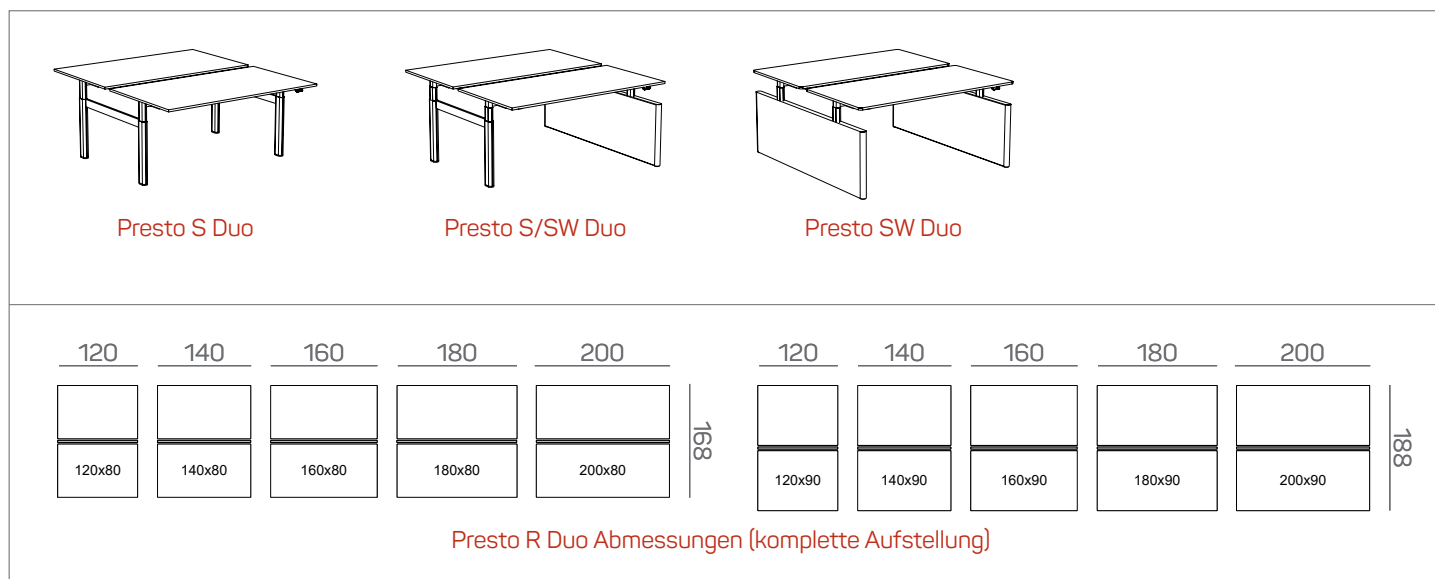 Presto S Duo Presto S/SW Duo Presto SW Duo
120 140 160 180 200 120 140 160 180 200
168
188
120x80 140x80 160x80 180x80 200x80 120x90 140x90 160x90 180x90 200x90
Presto R Duo Abmessungen (komplette Aufstellung)